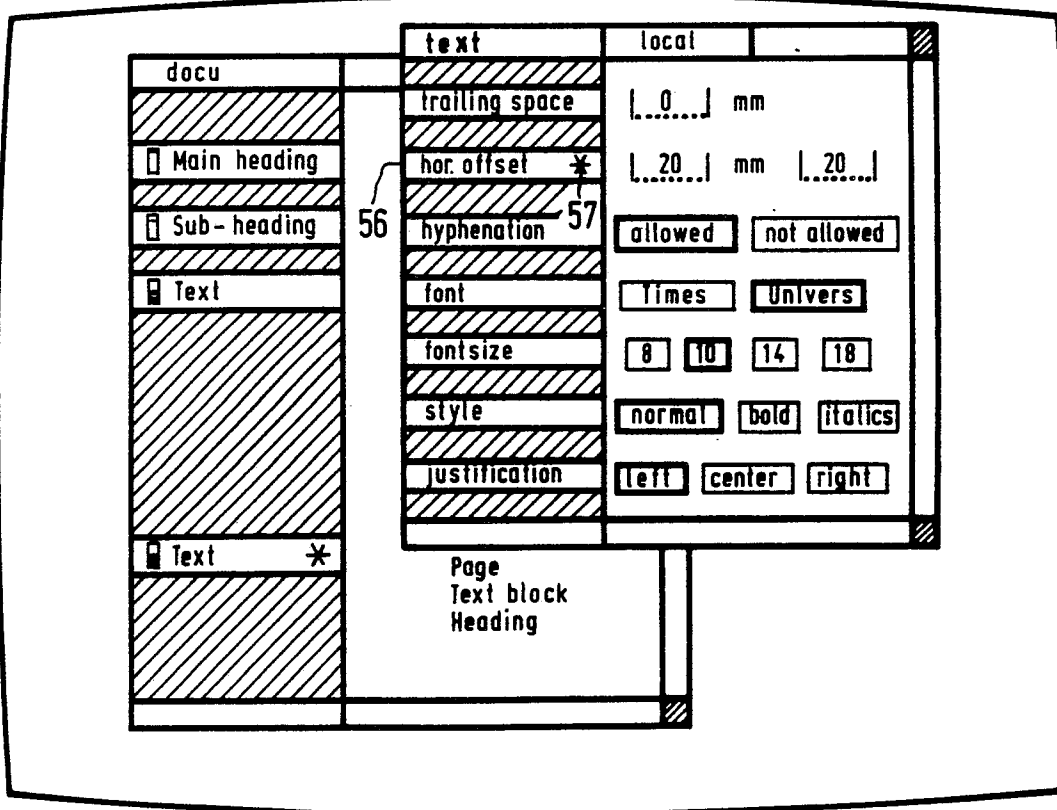 text local
docu
trailing space 0 mm
Main heading
hor. offset * 20 mm 20
56
57
Sub-heading
hyphenation allowed not allowed
Text
font Times Univers
fontsize 8 10 14 18
style normal bold italics
justification left center right
Text *
Page
Text block
Heading